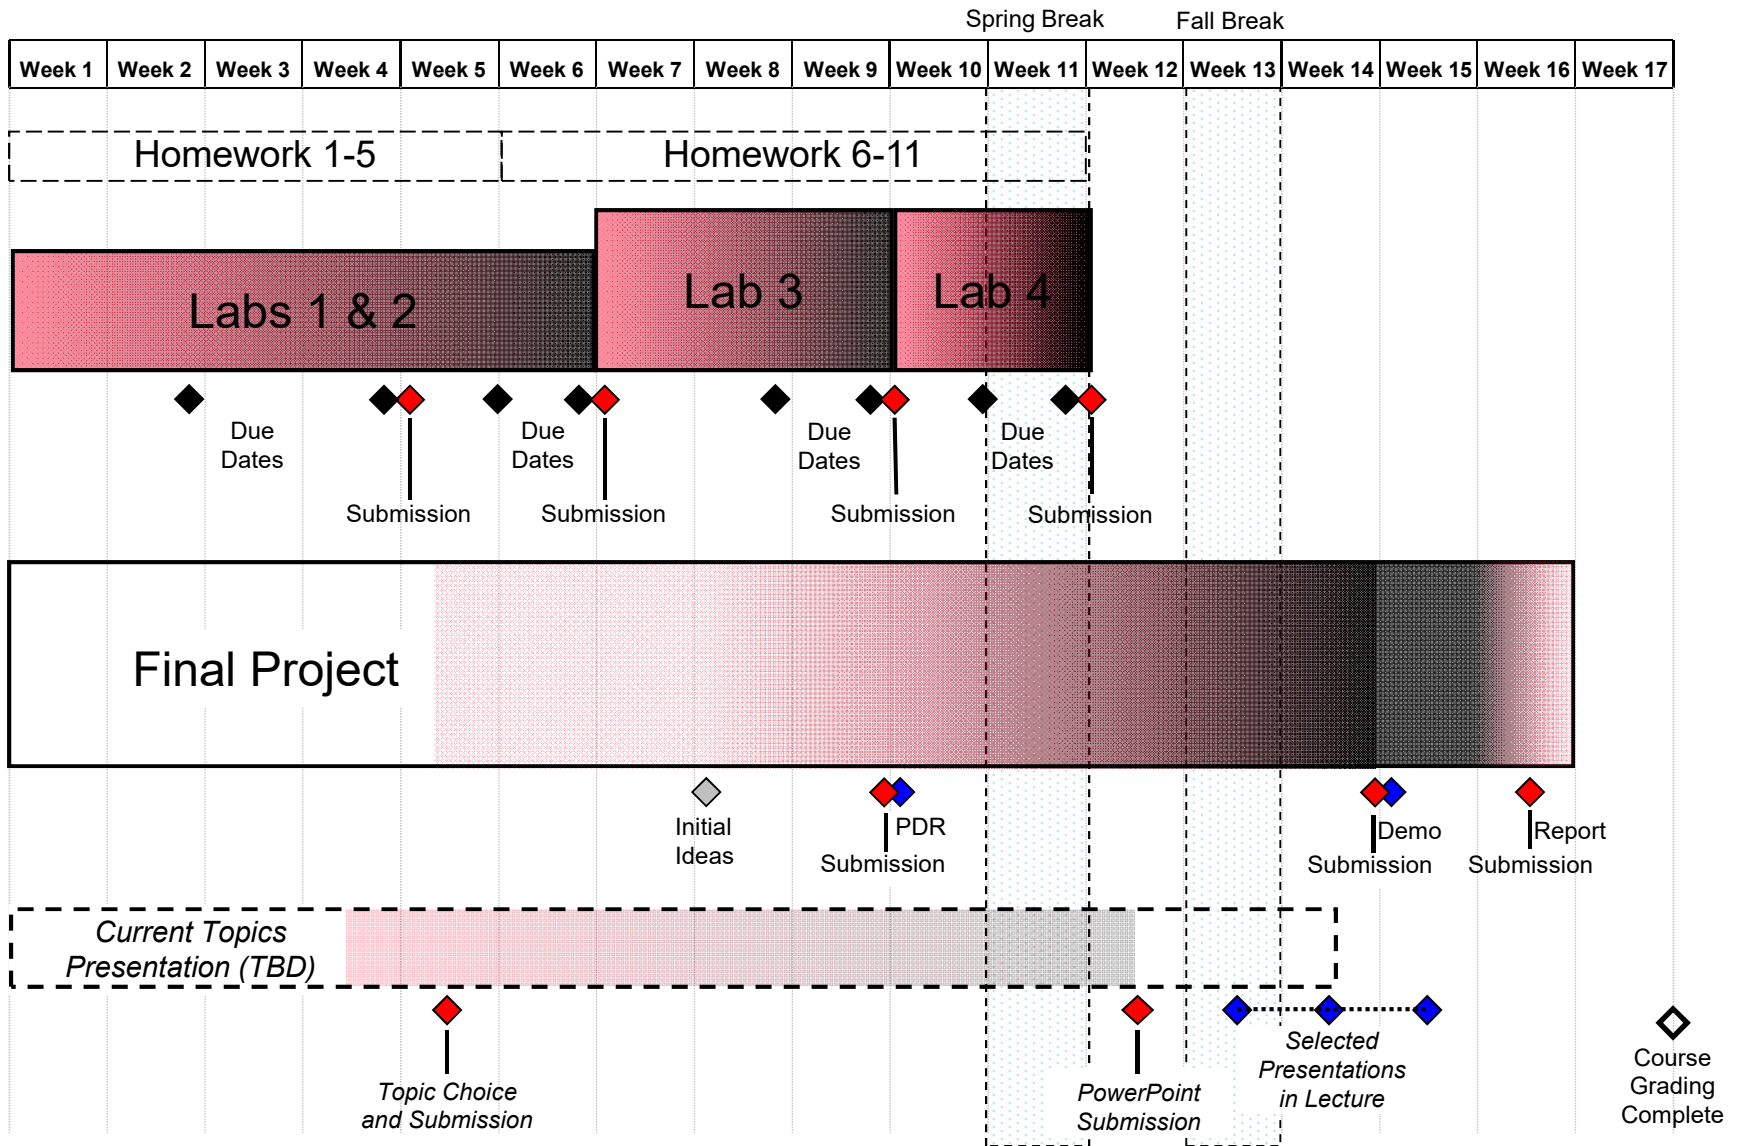 Spring Break
Fall Break
Week 1 Week 2 Week 3 Week 4 Week 5 Week 6 Week 7 Week 8 Week 9 Week 10 Week 11 Week 12 Week 13 Week 14 Week 15 Week 16 Week 17
Homework 1-5
Homework 6-11
Labs 1 & 2
Lab 3
Lab 4
Due
Dates
Due
Dates
Due
Dates
Due
Dates
Submission
Submission
Submission
Submission
Final Project
Initial
Ideas
PDR
Submission
Demo
Submission
Report
Submission
Current Topics
Presentation (TBD)
Topic Choice
and Submission
PowerPoint
Submission
Selected
Presentations
in Lecture
Course
Grading
Complete